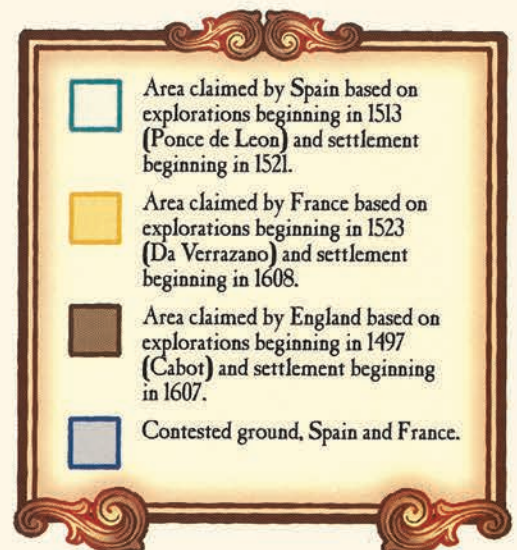 Area claimed by Spain based on
explorations beginning in 1513
(Ponce de Leon) and settlement
beginning in 1521.
Area claimed by France based on
explorations beginning in 1523
(Da Verrazano) and settlement
beginning in 1608.
Area claimed by England based on
explorations beginning in 1497
(Cabot) and settlement beginning
in 1607.
Contested ground, Spain and France.